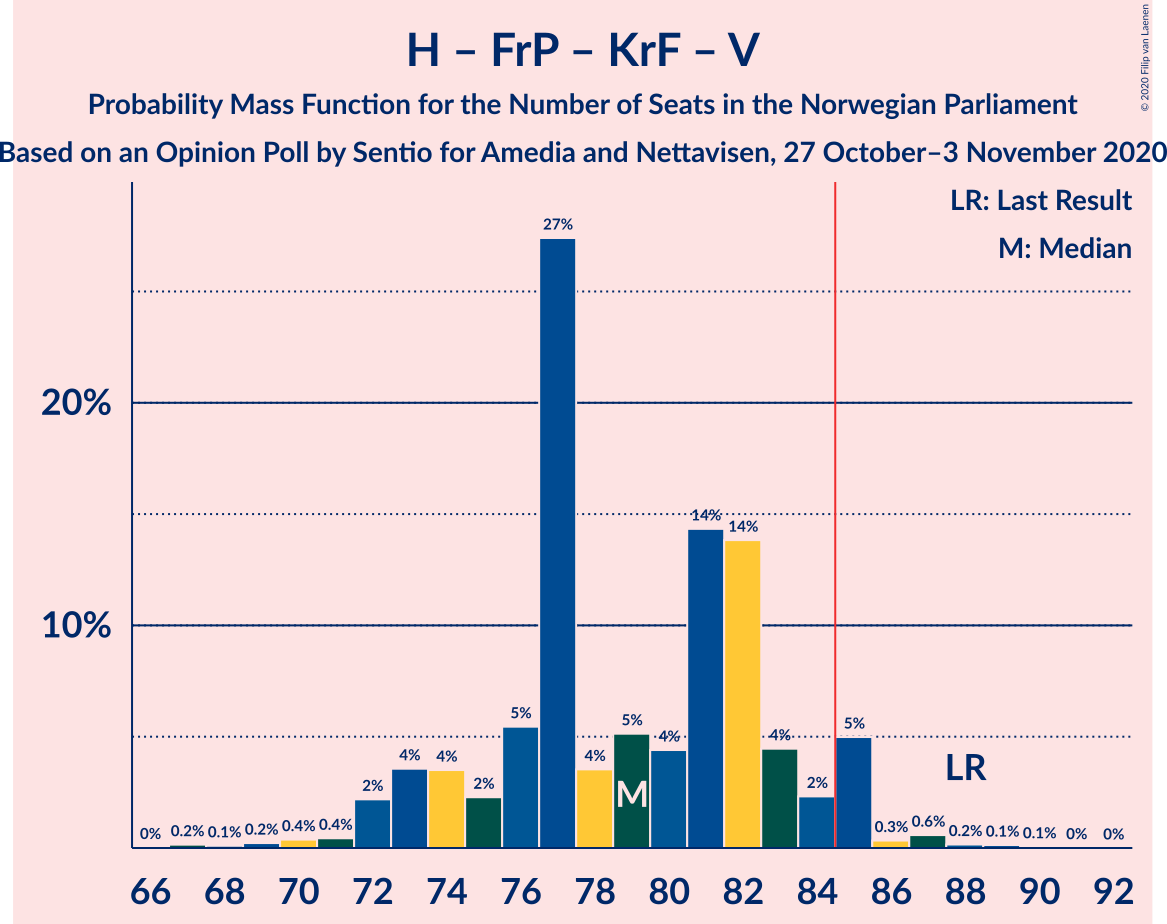 H – FrP – KrF – V
Probability Mass Function for the Number of Seats in the Norwegian Parliament
Based on an Opinion Poll by Sentio for Amedia and Nettavisen, 27 October–3 November 2020
© 2020 Filip van Laenen
LR: Last Result
M: Median
20%
10%
0% 0.2% 0.1% 0.2% 0.4% 0.4% 2% 4% 4% 2% 5% 27% 4% 5% 4% 14% 14% 4% 2% 5% 0.3% 0.6% 0.2% 0.1% 0.1% 0% 0%
M
LR
66 68 70 72 74 76 78 80 82 84 86 88 90 92